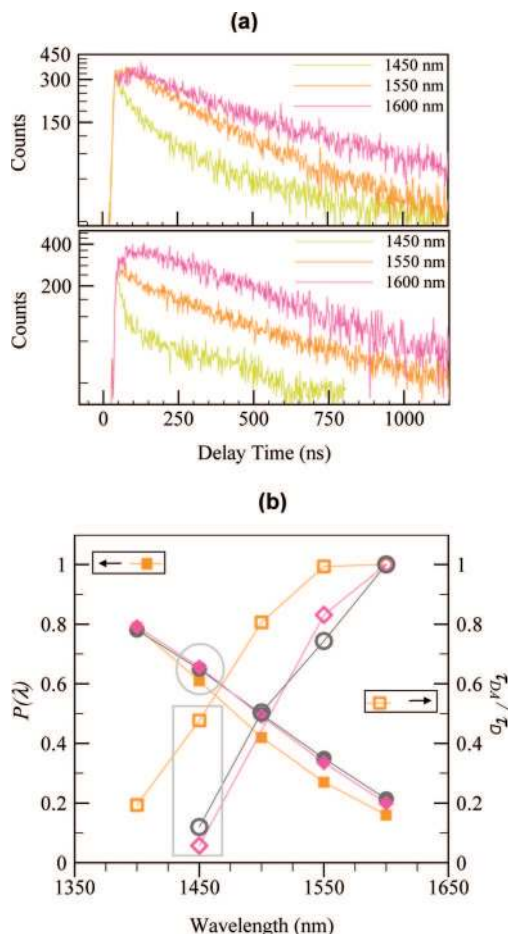 (a)
450
300
150
Counts
1450 nm
1550 nm
1600 nm
400
200
Counts
1450 nm
1550 nm
1600 nm
0
250
500
750
1000
Delay Time (ns)
(b)
1
0.8
0.6
0.4
0.2
0
P(λ)
1
0.8
0.6
0.4
0.2
0
τDA / τD
1350
1450
1550
1650
Wavelength (nm)